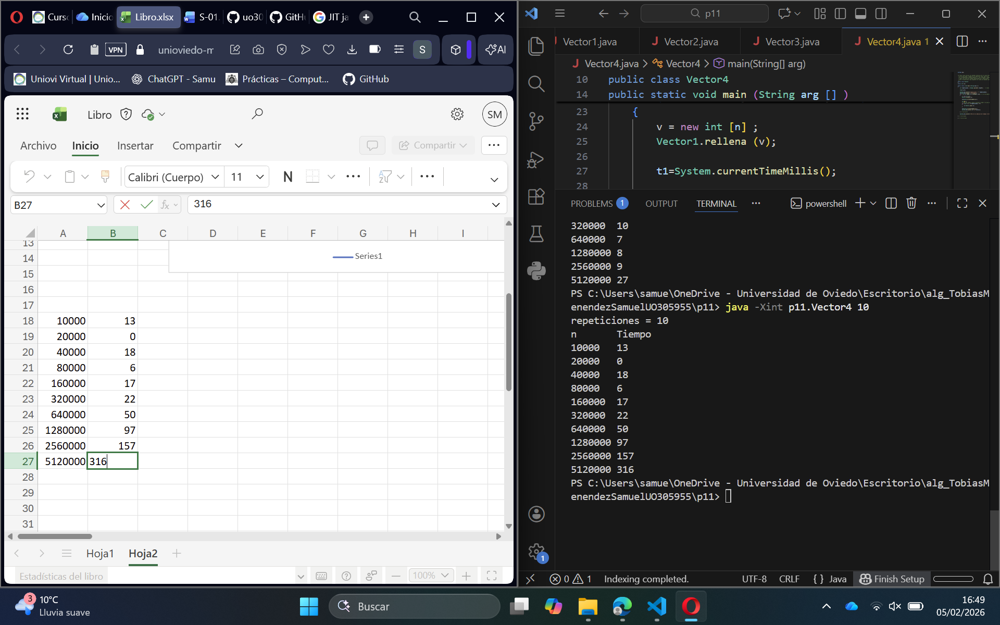 Curso
Inicio
Libro.xlsx
S-01.
uo30
GitHu
JIT ja
VPN
unioviedo-m
S
AI
Uniovi Virtual | Unio...
ChatGPT - Samu
Prácticas – Comput...
GitHub
Libro
SM
Archivo
Inicio
Insertar
Compartir
Compartir
Calibri (Cuerpo)
11
N
B27
fx
316
A B C D E F G H I
13
14
Series1
15
16
17
18 10000 13
19 20000 0
20 40000 18
21 80000 6
22 160000 17
23 320000 22
24 640000 50
25 1280000 97
26 2560000 157
27 5120000 316
28
29
30
31
Hoja1
Hoja2
Estadísticas del libro
100%
p11
Vector1.java
Vector2.java
Vector3.java
Vector4.java 1
Vector4.java > Vector4 > main(String[] arg)
10 public class Vector4
14 public static void main (String arg [] )
23 {
24 v = new int [n] ;
25 Vector1.rellena (v);
26
27 t1=System.currentTimeMillis();
28
PROBLEMS 1
OUTPUT
TERMINAL
powershell
320000 10
640000 7
1280000 8
2560000 9
5120000 27
PS C:\Users\samue\OneDrive - Universidad de Oviedo\Escritorio\alg_TobiasM
enendezSamuelUO305955\p11> java -Xint p11.Vector4 10
repeticiones = 10
n Tiempo
10000 13
20000 0
40000 18
80000 6
160000 17
320000 22
640000 50
1280000 97
2560000 157
5120000 316
PS C:\Users\samue\OneDrive - Universidad de Oviedo\Escritorio\alg_TobiasM
enendezSamuelUO305955\p11>
1
0 1 Indexing completed.
UTF-8
CRLF
{ } Java
Finish Setup
3
10°C
Lluvia suave
Buscar
16:49
05/02/2026